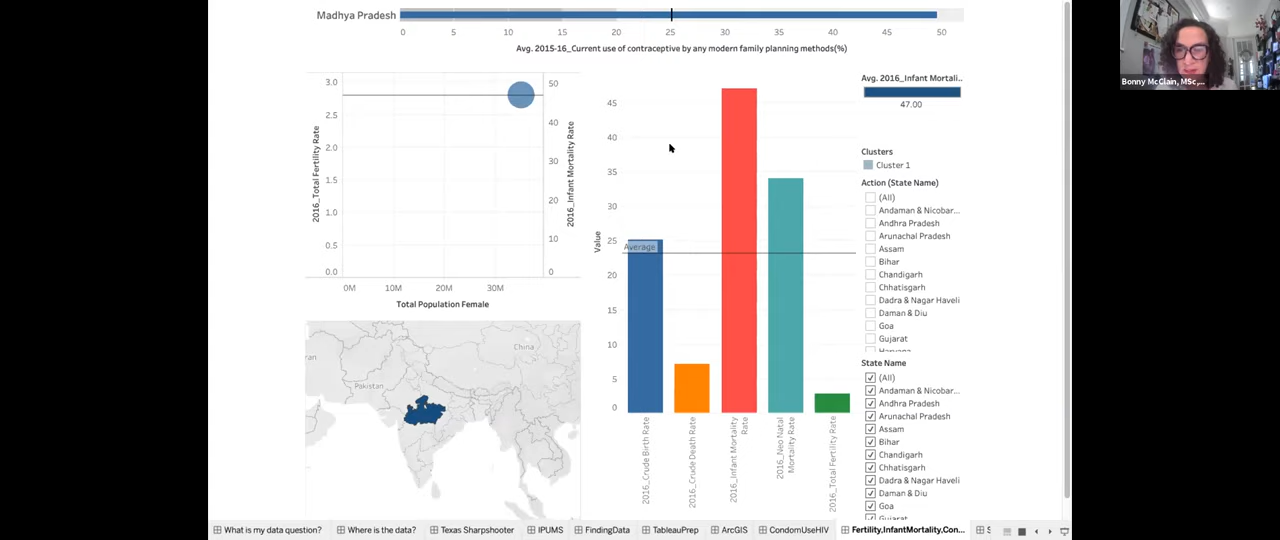 Madhya Pradesh
0 5 10 15 20 25 30 35 40 45 50
Avg. 2015-16_Current use of contraceptive by any modern family planning methods(%)
Bonny McClain, MSc,...
3.0
2.5
2.0
1.5
1.0
0.5
0.0
2016_Total Fertility Rate
50
40
30
20
10
0
2016_Infant Mortality Rate
0M 10M 20M 30M
Total Population Female
Pakistan
China
ran
Value
45
40
35
30
25
20
15
10
5
0
Average
2016_Crude Birth Rate
2016_Crude Death Rate
2016_Infant Mortality
Rate
2016_Neo Natal
Mortality Rate
2016_Total Fertility Rate
Avg. 2016_Infant Mortali..
47.00
Clusters
Cluster 1
Action (State Name)
(All)
Andaman & Nicobar...
Andhra Pradesh
Arunachal Pradesh
Assam
Bihar
Chandigarh
Chhatisgarh
Dadra & Nagar Haveli
Daman & Diu
Goa
Gujarat
Haryana
State Name
(All)
Andaman & Nicobar...
Andhra Pradesh
Arunachal Pradesh
Assam
Bihar
Chandigarh
Chhatisgarh
Dadra & Nagar Haveli
Daman & Diu
Goa
Gujarat
What is my data question? Where is the data? Texas Sharpshooter IPUMS FindingData TableauPrep ArcGIS CondomUseHIV Fertility,InfantMortality,Con... S